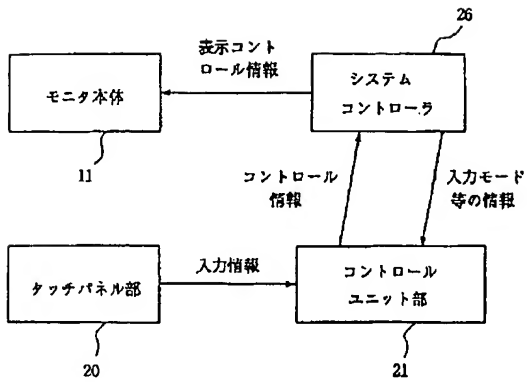 26
表示コント
ロール情報
システム
コントローラ
モニタ本体
11
コントロール
情報
入力モード
等の情報
入力情報
タッチパネル部
コントロール
ユニット部
20
21